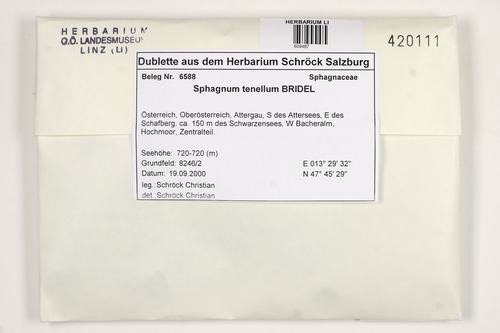 HERBARIUM
O.Ö. LANDESMUSEUM
LINZ (LI)
HERBARIUM LI
609487
420111
Dublette aus dem Herbarium Schröck Salzburg
Beleg Nr. 6588 Sphagnaceae
Sphagnum tenellum BRIDEL
Österreich, Oberösterreich, Attergau, S des Attersees, E des
Schafberg, ca. 150 m des Schwarzensees, W Bacheralm,
Hochmoor, Zentralteil.
Seehöhe: 720-720 (m)
Grundfeld: 8246/2 E 013° 29' 32"
Datum: 19.09.2000 N 47° 45' 29"
leg.:Schröck Christian
det.:Schröck Christian